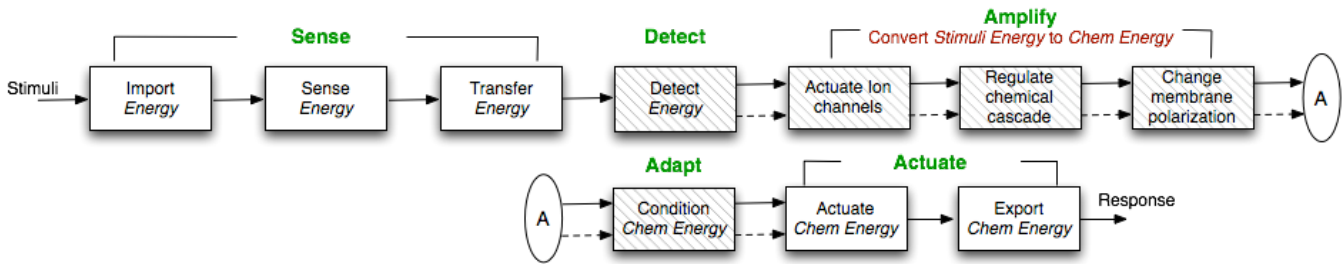 Sense
Detect
Amplify
Convert Stimuli Energy to Chem Energy
Stimuli
Import
Energy
Sense
Energy
Transfer
Energy
Detect
Energy
Actuate Ion
channels
Regulate
chemical
cascade
Change
membrane
polarization
A
Adapt
Actuate
A
Condition
Chem Energy
Actuate
Chem Energy
Export
Chem Energy
Response